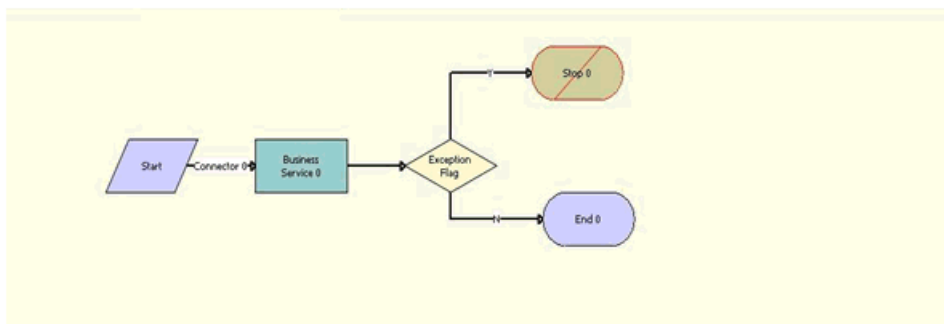 Start
Connector 0
Business
Service 0
Exception
Flag
Y
Stop 0
N
End 0